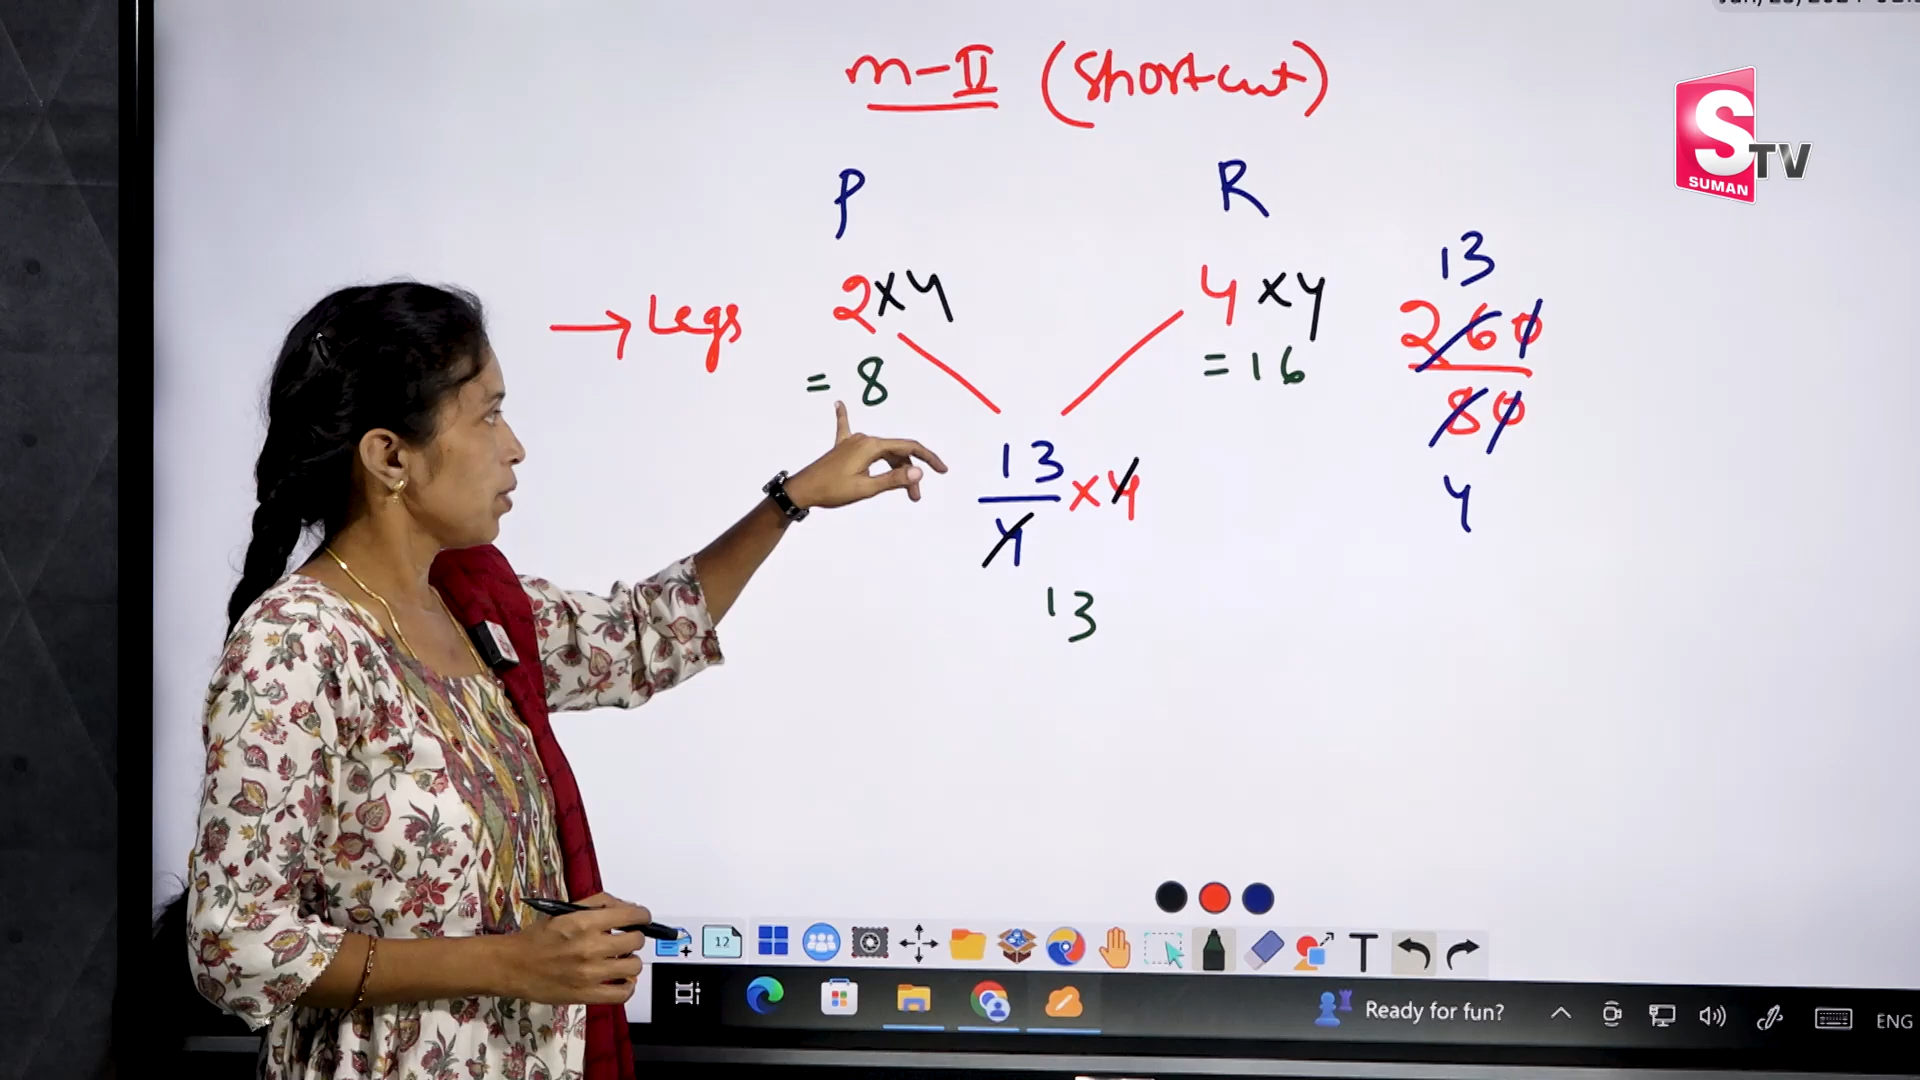 m-II (Shortcut)
S TV
SUMAN
P R
→ Legs 2×4 4×4
= 8 = 16
13
260
80
4
13
4 ×4
13
12
T
Ready for fun?
ENG